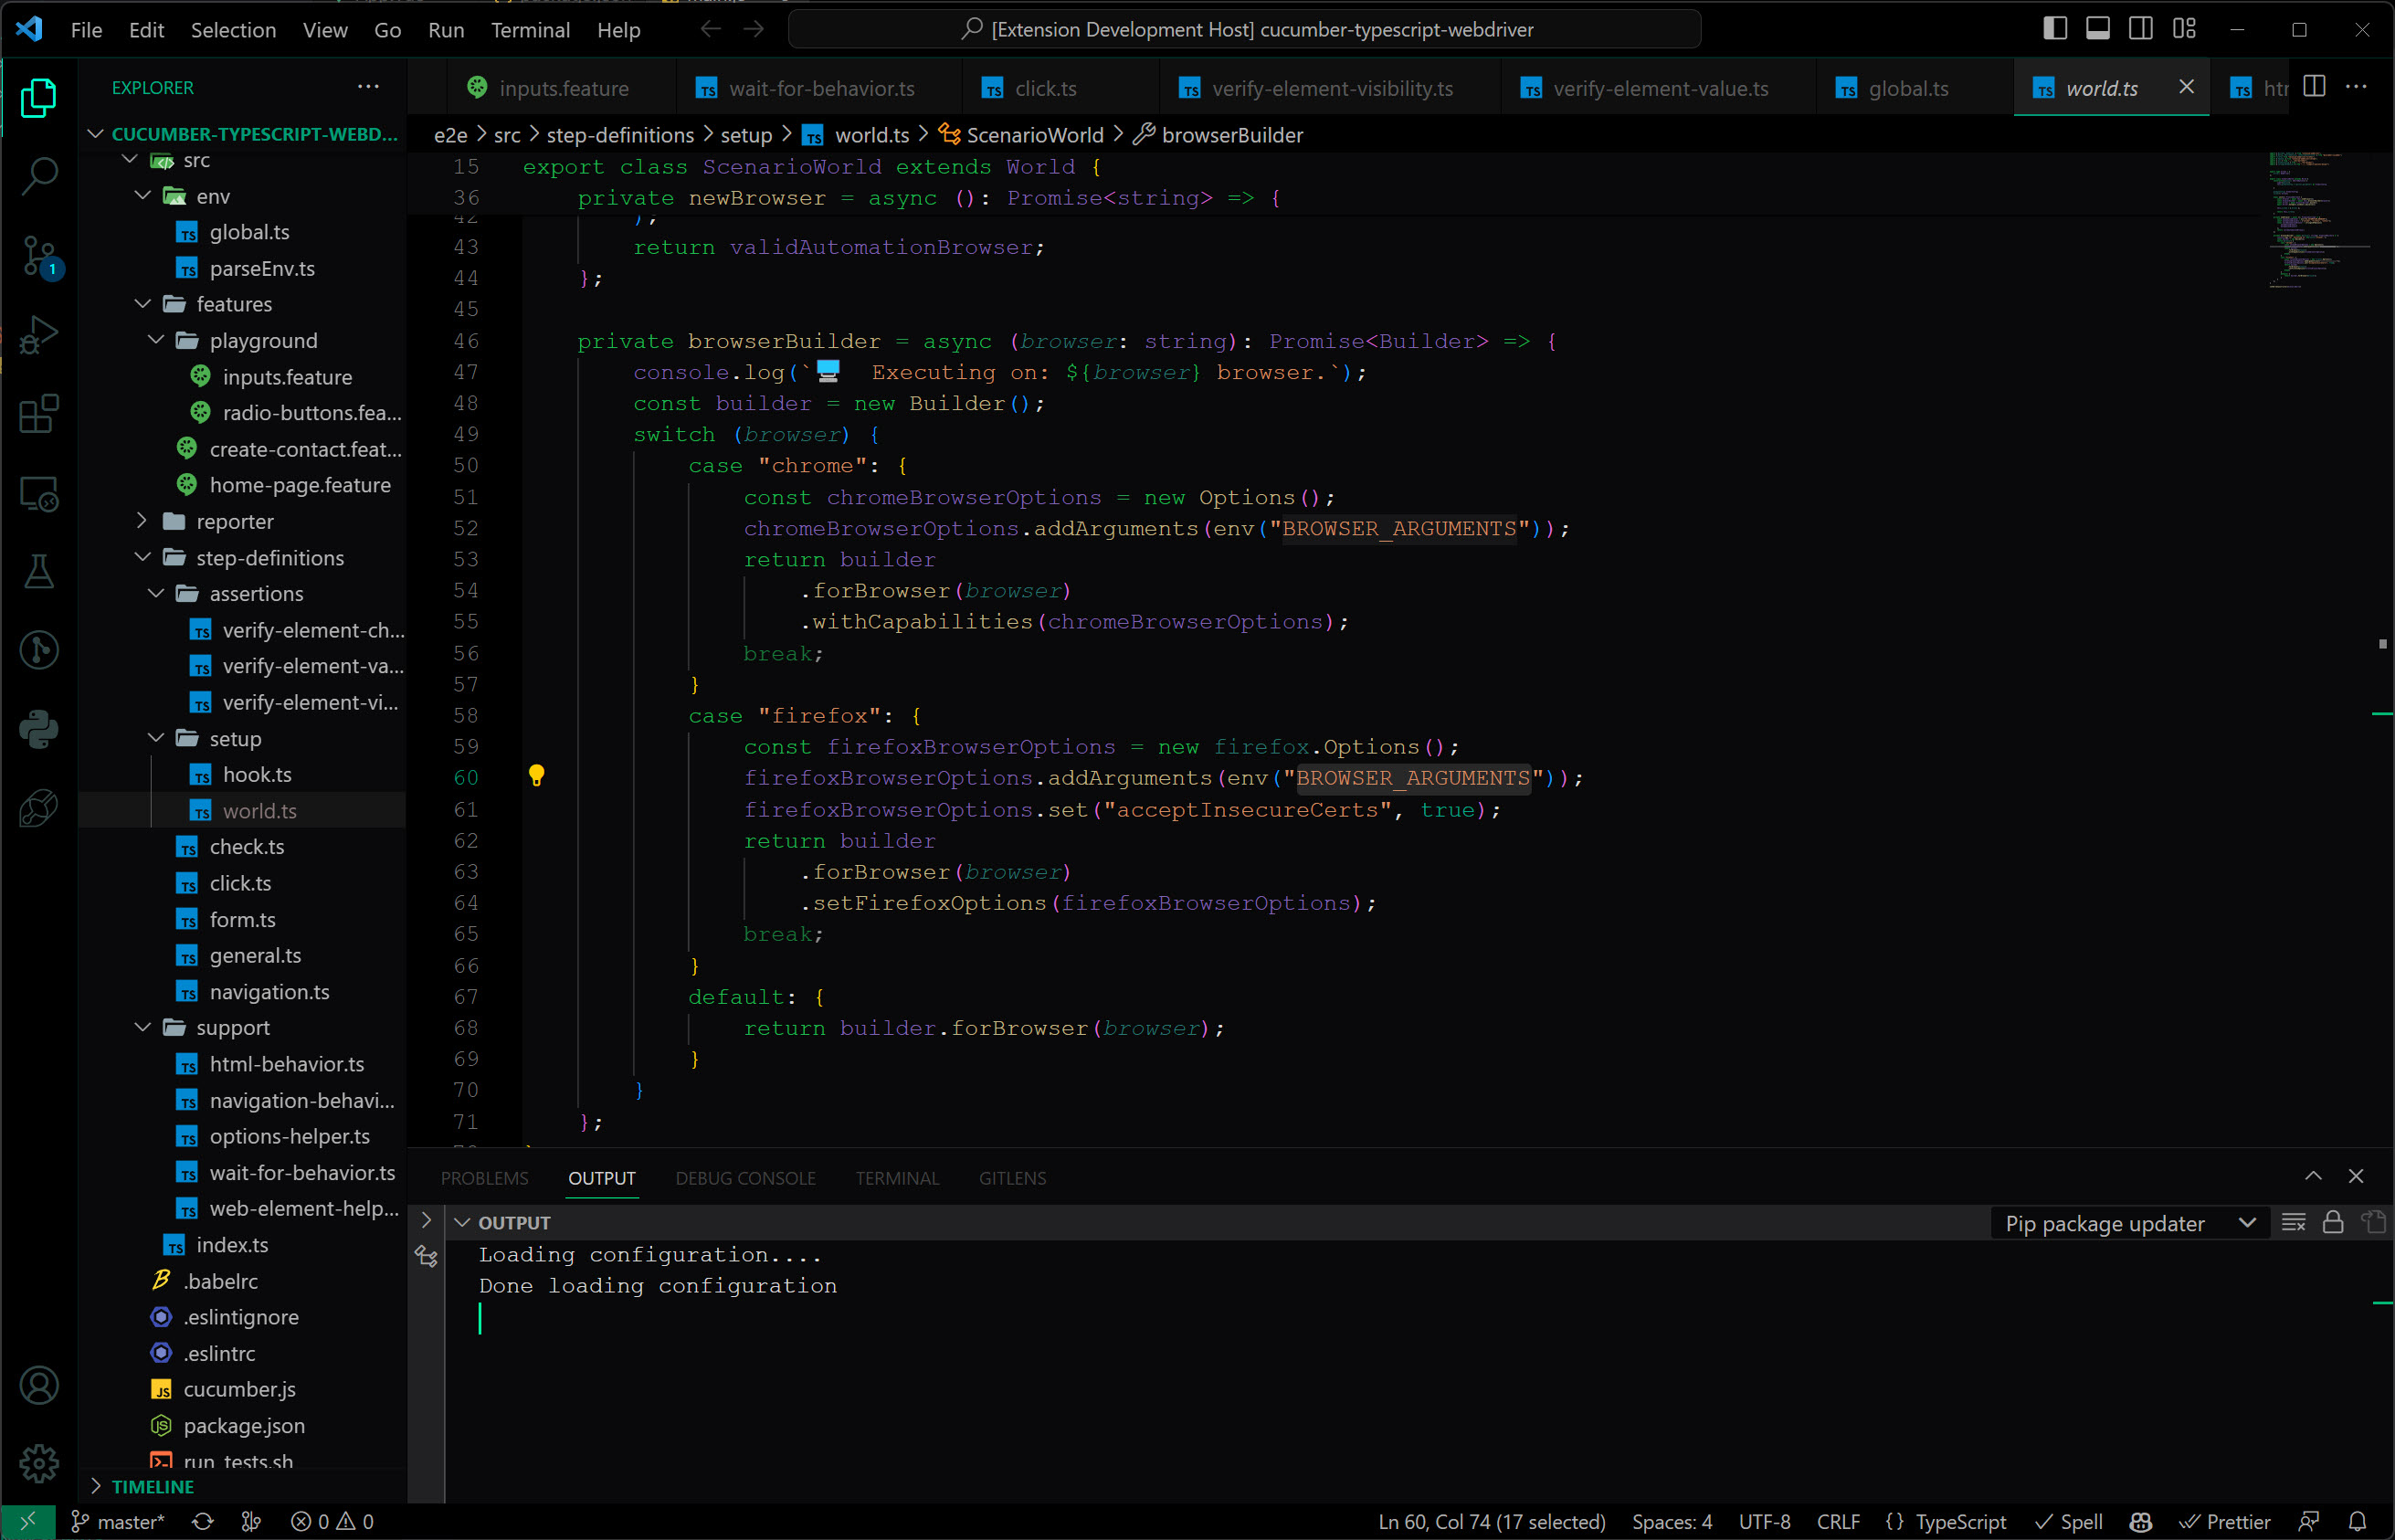 File Edit Selection View Go Run Terminal Help
[Extension Development Host] cucumber-typescript-webdriver
EXPLORER
CUCUMBER-TYPESCRIPT-WEBD...
src
env
global.ts
parseEnv.ts
features
playground
inputs.feature
radio-buttons.fea...
create-contact.feat...
home-page.feature
reporter
step-definitions
assertions
verify-element-ch...
verify-element-va...
verify-element-vi...
setup
hook.ts
world.ts
check.ts
click.ts
form.ts
general.ts
navigation.ts
support
html-behavior.ts
navigation-behavi...
options-helper.ts
wait-for-behavior.ts
web-element-help...
index.ts
.babelrc
.eslintignore
.eslintrc
cucumber.js
package.json
run_tests.sh
TIMELINE
inputs.feature wait-for-behavior.ts click.ts verify-element-visibility.ts verify-element-value.ts global.ts world.ts
e2e > src > step-definitions > setup > world.ts > ScenarioWorld > browserBuilder
15 export class ScenarioWorld extends World {
36 private newBrowser = async (): Promise<string> => {
42 );
43 return validAutomationBrowser;
44 };
45
46 private browserBuilder = async (browser: string): Promise<Builder> => {
47 console.log(`🖥️ Executing on: ${browser} browser.`);
48 const builder = new Builder();
49 switch (browser) {
50 case "chrome": {
51 const chromeBrowserOptions = new Options();
52 chromeBrowserOptions.addArguments(env("BROWSER_ARGUMENTS"));
53 return builder
54 .forBrowser(browser)
55 .withCapabilities(chromeBrowserOptions);
56 break;
57 }
58 case "firefox": {
59 const firefoxBrowserOptions = new firefox.Options();
60 firefoxBrowserOptions.addArguments(env("BROWSER_ARGUMENTS"));
61 firefoxBrowserOptions.set("acceptInsecureCerts", true);
62 return builder
63 .forBrowser(browser)
64 .setFirefoxOptions(firefoxBrowserOptions);
65 break;
66 }
67 default: {
68 return builder.forBrowser(browser);
69 }
70 }
71 };
PROBLEMS OUTPUT DEBUG CONSOLE TERMINAL GITLENS
OUTPUT
Pip package updater
Loading configuration....
Done loading configuration
master* 0 0
Ln 60, Col 74 (17 selected) Spaces: 4 UTF-8 CRLF {} TypeScript Spell Prettier